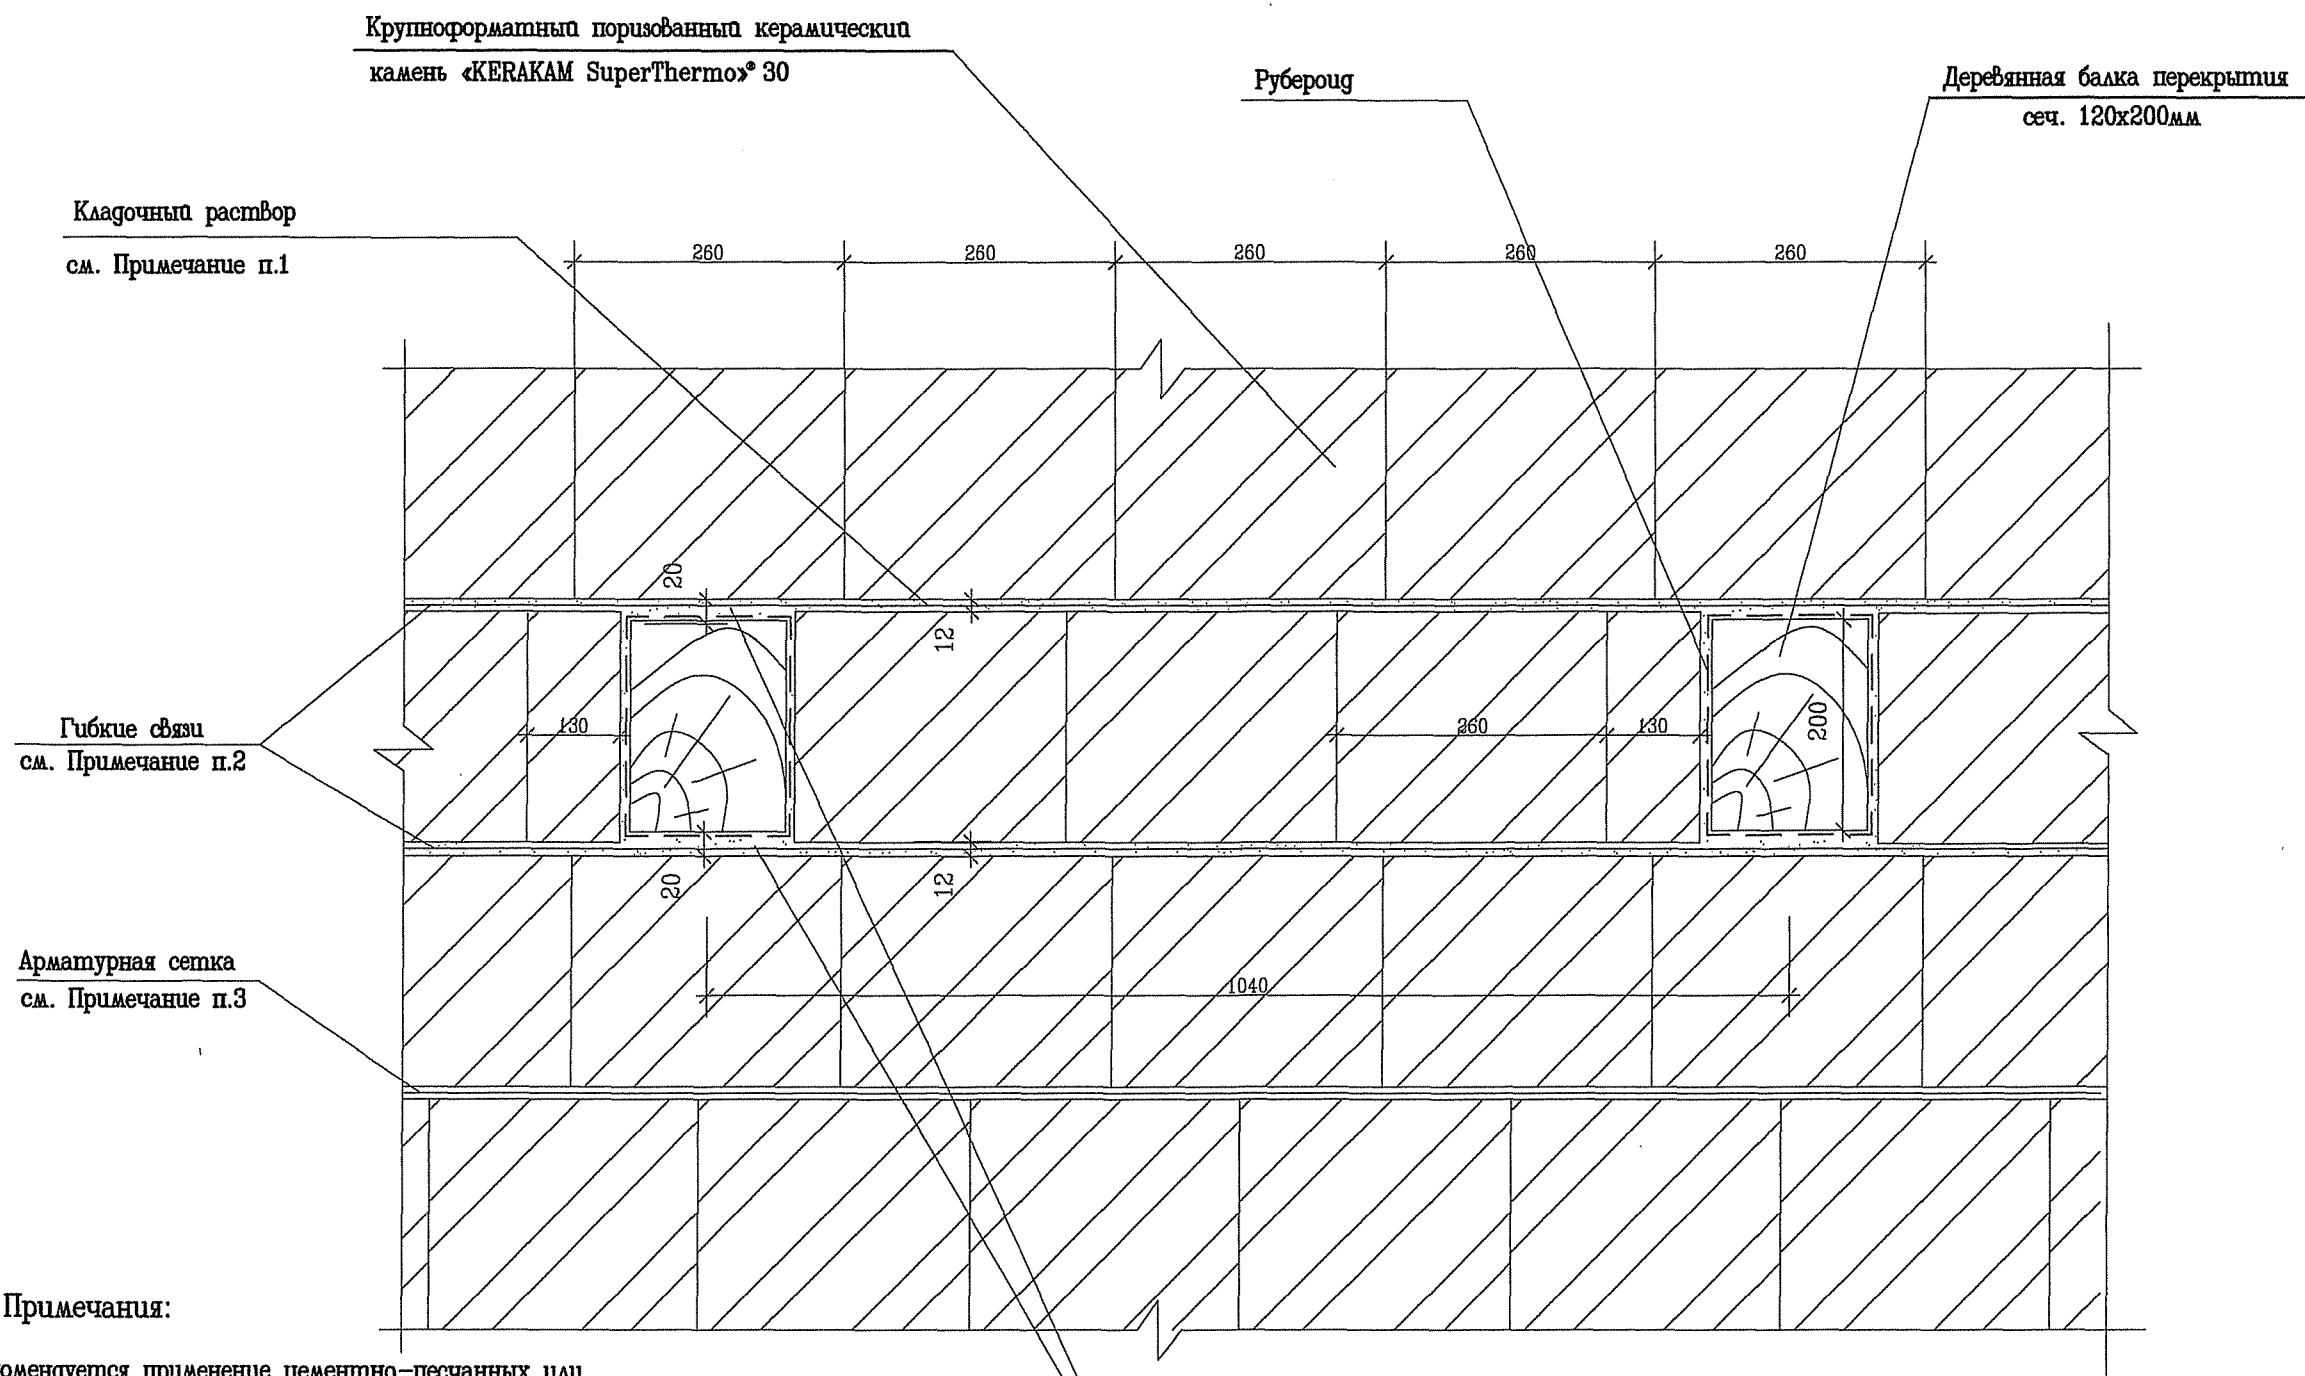 Крупноформатный поризованный керамический
камень «KERAKAM SuperThermo»® 30
Рубероид
Деревянная балка перекрытия
сеч. 120х200мм
Кладочный раствор
см. Примечание п.1
260
260
260
260
260
20
12
Гибкие связи
см. Примечание п.2
130
260
130
200
20
12
Арматурная сетка
см. Примечание п.3
1040
Примечания:
применение цементно-песчанных или